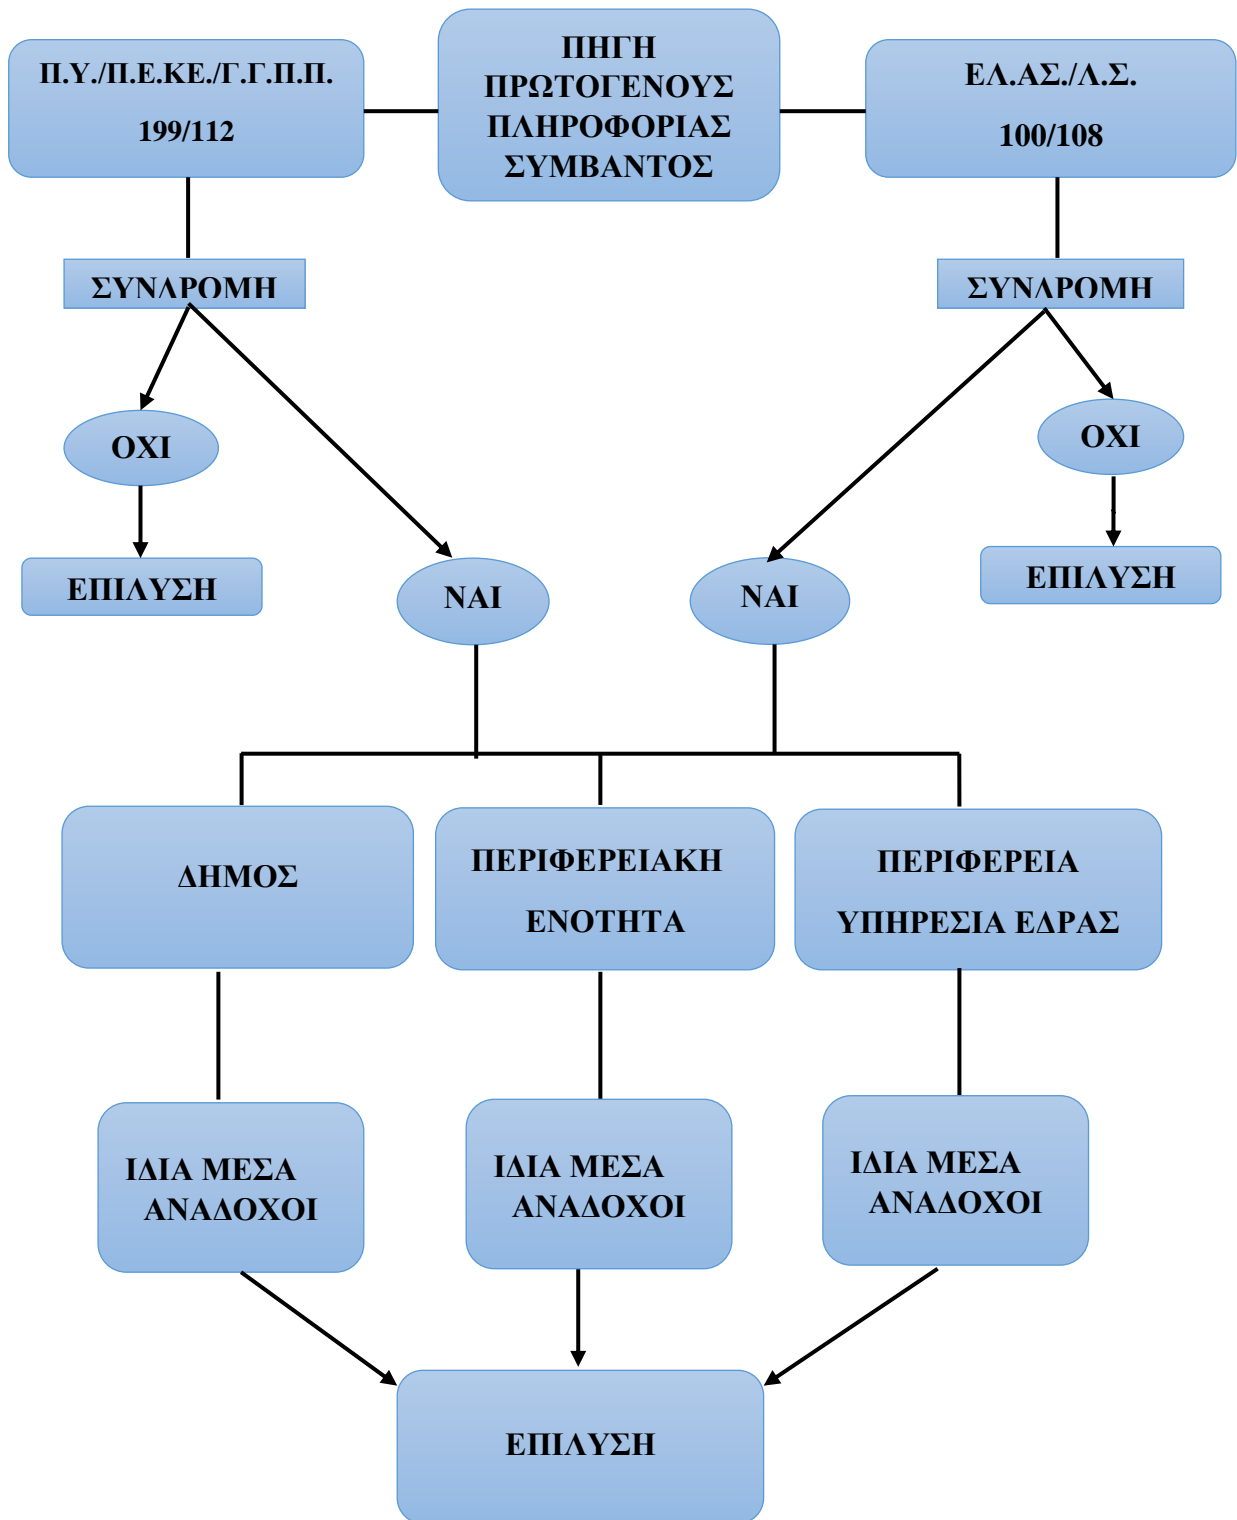 Π.Υ./Π.Ε.ΚΕ./Γ.Γ.Π.Π.
199/112
ΠΗΓΗ
ΠΡΩΤΟΓΕΝΟΥΣ
ΠΛΗΡΟΦΟΡΙΑΣ
ΣΥΜΒΑΝΤΟΣ
ΕΛ.ΑΣ./Λ.Σ.
100/108
ΣΥΝΔΡΟΜΗ
ΣΥΝΔΡΟΜΗ
ΟΧΙ
ΟΧΙ
ΕΠΙΛΥΣΗ
ΝΑΙ
ΝΑΙ
ΕΠΙΛΥΣΗ
ΔΗΜΟΣ
ΠΕΡΙΦΕΡΕΙΑΚΗ
ΕΝΟΤΗΤΑ
ΠΕΡΙΦΕΡΕΙΑ
ΥΠΗΡΕΣΙΑ ΕΔΡΑΣ
ΙΔΙΑ ΜΕΣΑ
ΑΝΑΔΟΧΟΙ
ΙΔΙΑ ΜΕΣΑ
ΑΝΑΔΟΧΟΙ
ΙΔΙΑ ΜΕΣΑ
ΑΝΑΔΟΧΟΙ
ΕΠΙΛΥΣΗ